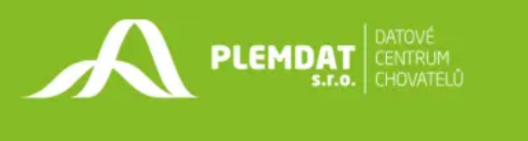 PLEMDAT
s.r.o.
DATOVÉ
CENTRUM
CHOVATELŮ